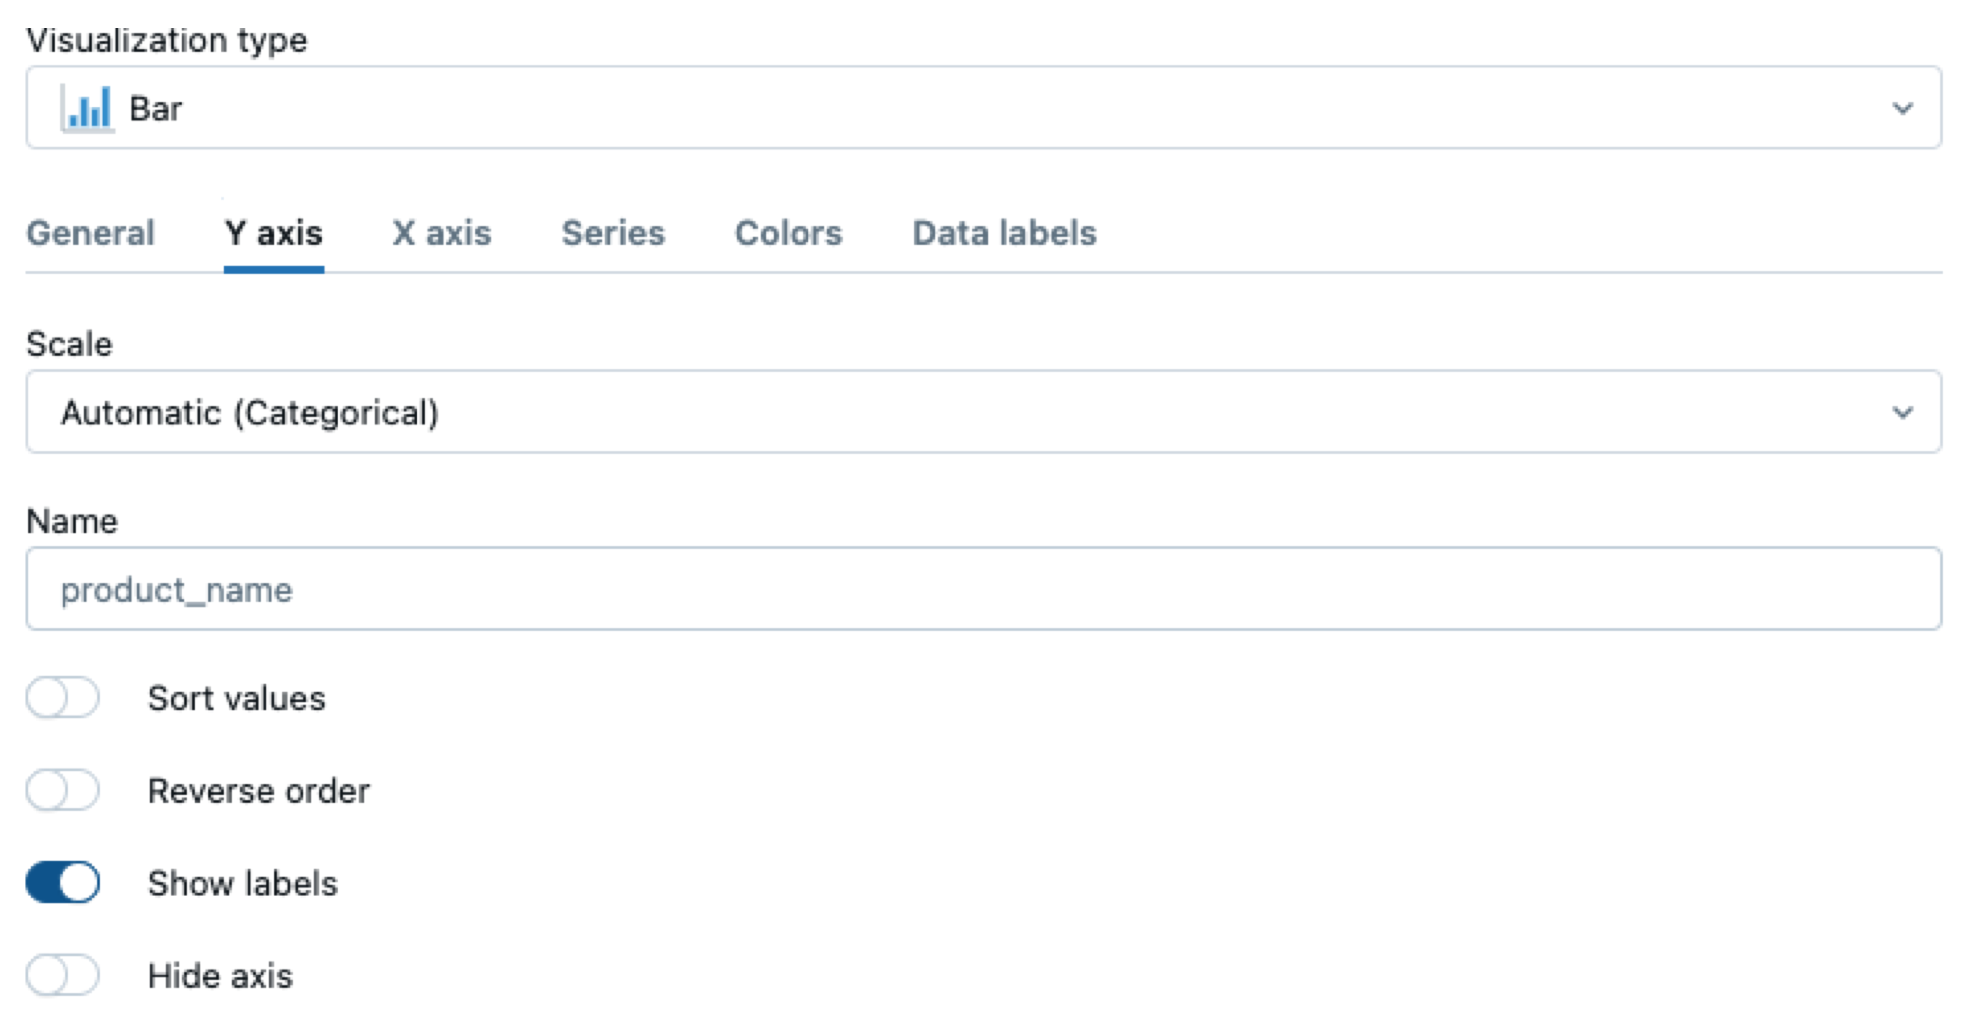 Visualization type
Bar
General Y axis X axis Series Colors Data labels
Scale
Automatic (Categorical)
Name
product_name
Sort values
Reverse order
Show labels
Hide axis